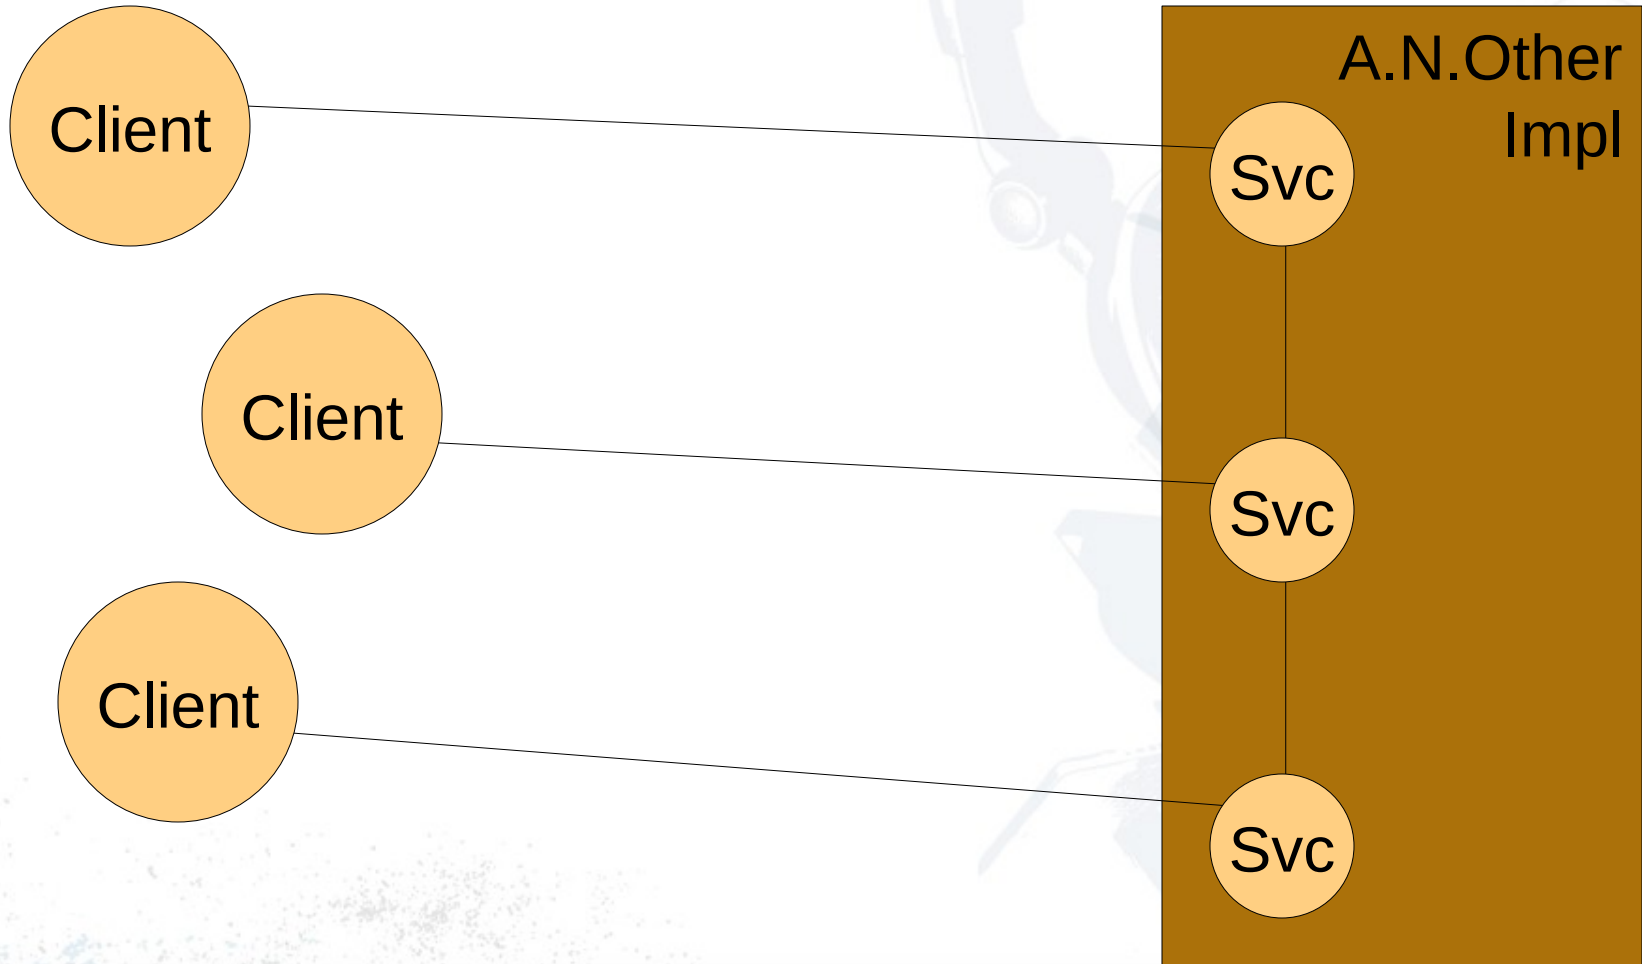 Client
A.N.Other
Impl
Svc
Client
Svc
Client
Svc